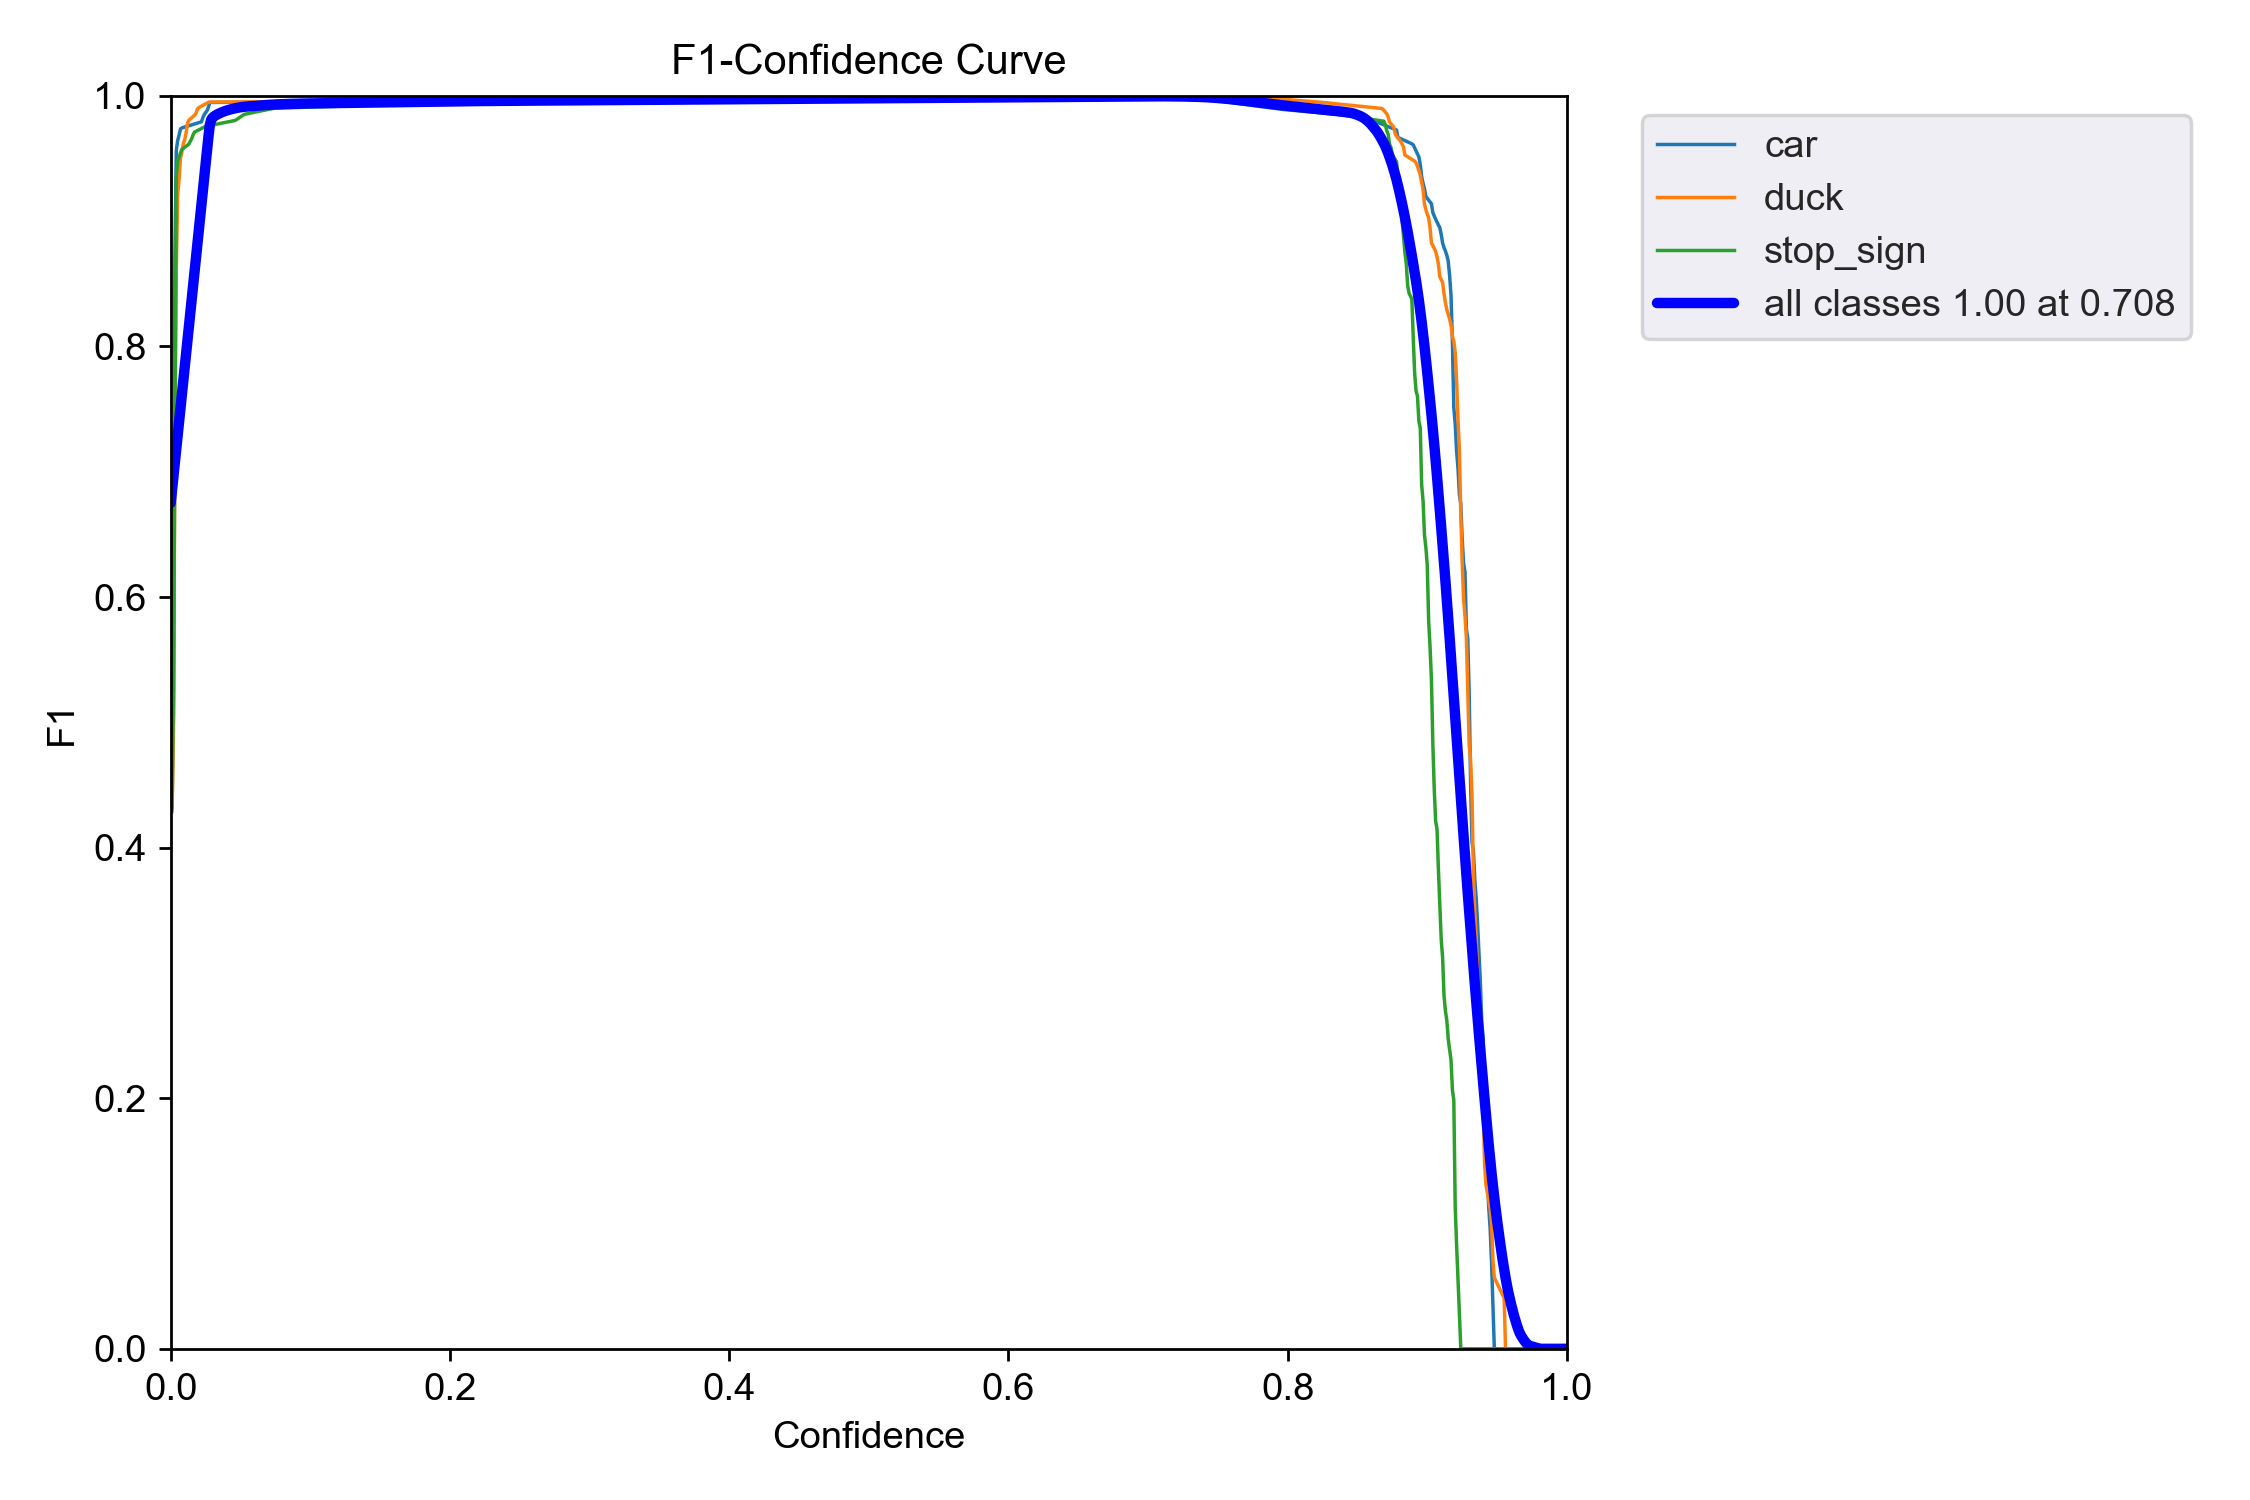 F1-Confidence Curve
1.0
0.8
0.6
0.4
0.2
0.0
F1
0.0 0.2 0.4 0.6 0.8 1.0
Confidence
car
duck
stop_sign
all classes 1.00 at 0.708